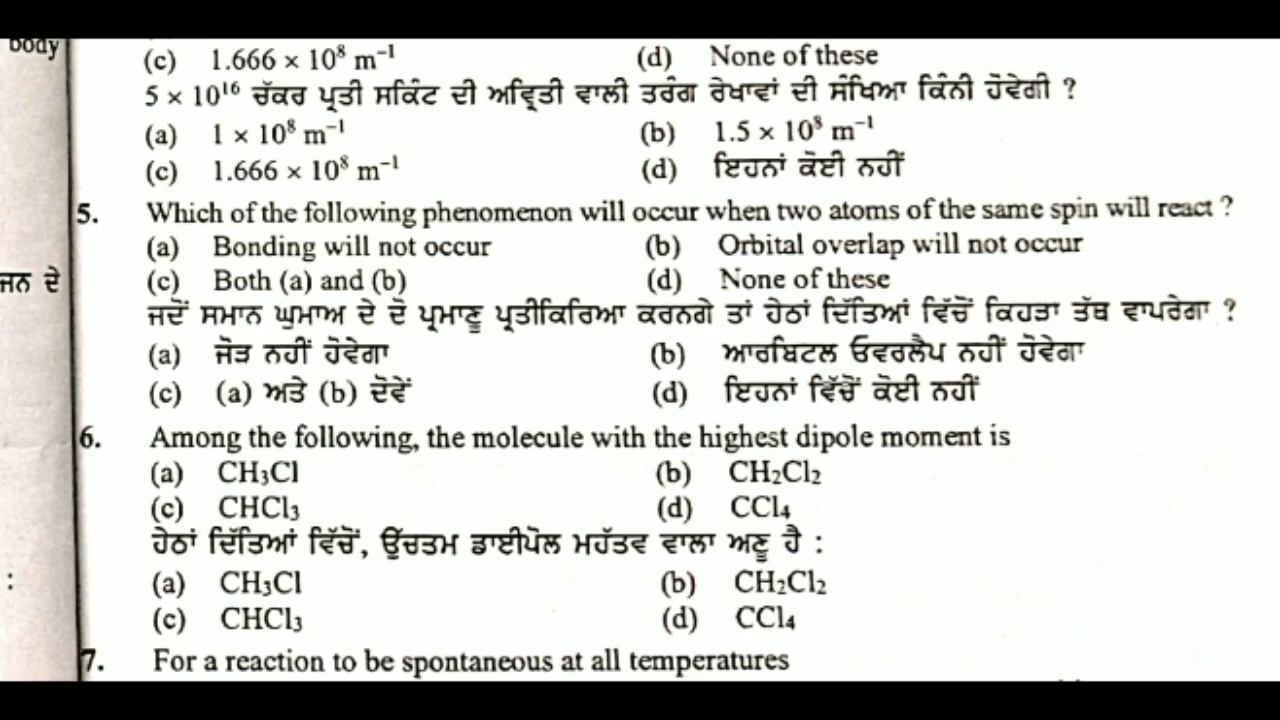 body
(c) 1.666 × 10⁸ m⁻¹ (d) None of these
5 × 10¹⁶ ਚੱਕਰ ਪ੍ਰਤੀ ਸਕਿੰਟ ਦੀ ਅਵ੍ਰਿਤੀ ਵਾਲੀ ਤਰੰਗ ਰੇਖਾਵਾਂ ਦੀ ਸੰਖਿਆ ਕਿੰਨੀ ਹੋਵੇਗੀ ?
(a) 1 × 10⁸ m⁻¹ (b) 1.5 × 10⁸ m⁻¹
(c) 1.666 × 10⁸ m⁻¹ (d) ਇਹਨਾਂ ਕੋਈ ਨਹੀਂ
5. Which of the following phenomenon will occur when two atoms of the same spin will react ?
(a) Bonding will not occur (b) Orbital overlap will not occur
ਜਨ ਦੇ
(c) Both (a) and (b) (d) None of these
ਜਦੋਂ ਸਮਾਨ ਘੁਮਾਅ ਦੇ ਦੋ ਪ੍ਰਮਾਣੂ ਪ੍ਰਤੀਕਿਰਿਆ ਕਰਨਗੇ ਤਾਂ ਹੇਠਾਂ ਦਿੱਤਿਆਂ ਵਿੱਚੋਂ ਕਿਹੜਾ ਤੱਥ ਵਾਪਰੇਗਾ ?
(a) ਜੋੜ ਨਹੀਂ ਹੋਵੇਗਾ (b) ਆਰਬਿਟਲ ਓਵਰਲੈਪ ਨਹੀਂ ਹੋਵੇਗਾ
(c) (a) ਅਤੇ (b) ਦੋਵੇਂ (d) ਇਹਨਾਂ ਵਿੱਚੋਂ ਕੋਈ ਨਹੀਂ
6. Among the following, the molecule with the highest dipole moment is
(a) CH₃Cl (b) CH₂Cl₂
(c) CHCl₃ (d) CCl₄
ਹੇਠਾਂ ਦਿੱਤਿਆਂ ਵਿੱਚੋਂ, ਉੱਚਤਮ ਡਾਈਪੋਲ ਮਹੱਤਵ ਵਾਲਾ ਅਣੂ ਹੈ :
:
(a) CH₃Cl (b) CH₂Cl₂
(c) CHCl₃ (d) CCl₄
7. For a reaction to be spontaneous at all temperatures